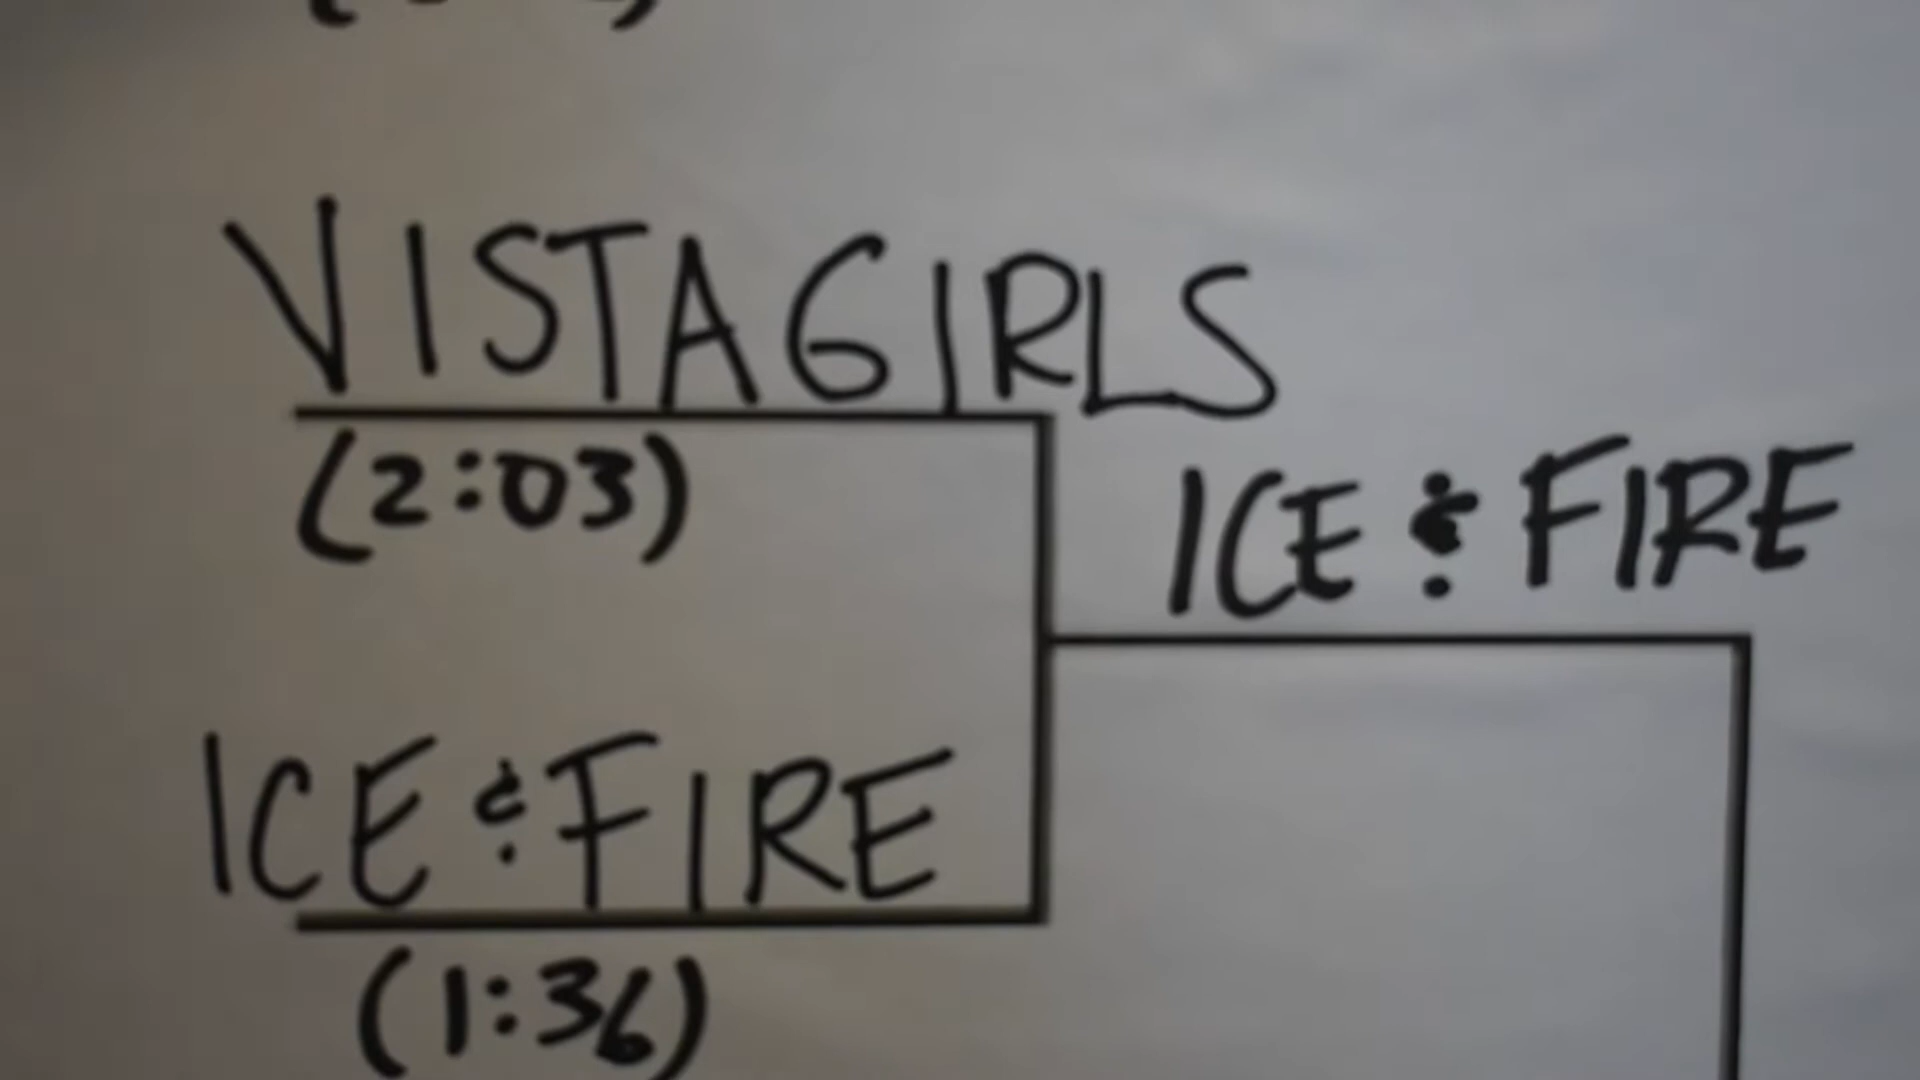 VISTAGIRLS
(2:03)
ICE & FIRE
ICE & FIRE
(1:36)